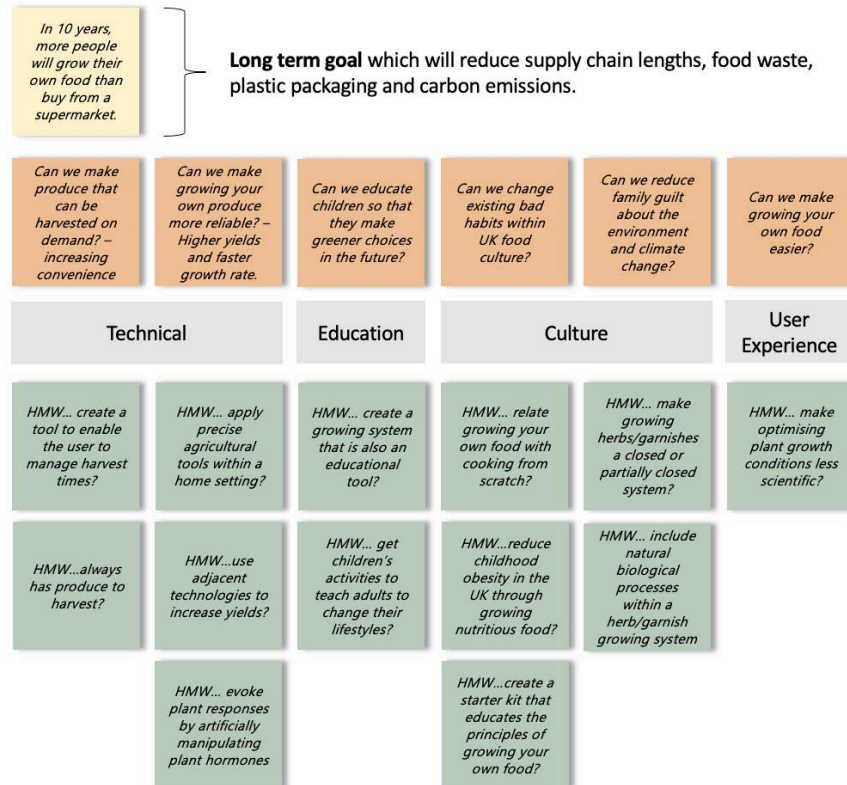 In 10 years,
more people
will grow their
own food than
buy from a
supermarket.
Long term goal which will reduce supply chain lengths, food waste,
plastic packaging and carbon emissions.
Can we make
produce that
can be
harvested on
demand? –
increasing
convenience
Can we make
growing your
own produce
more reliable? –
Higher yields
and faster
growth rate.
Can we educate
children so that
they make
greener choices
in the future?
Can we change
existing bad
habits within
UK food
culture?
Can we reduce
family guilt
about the
environment
and climate
change?
Can we make
growing your
own food
easier?
Technical
Education
Culture
User
Experience
HMW... create a
tool to enable
the user to
manage harvest
times?
HMW... apply
precise
agricultural
tools within a
home setting?
HMW... create a
growing system
that is also an
educational
tool?
HMW... relate
growing your
own food with
cooking from
scratch?
HMW... make
growing
herbs/garnishes
a closed or
partially closed
system?
HMW... make
optimising
plant growth
conditions less
scientific?
HMW...always
has produce to
harvest?
HMW...use
adjacent
technologies to
increase yields?
HMW... get
children's
activities to
teach adults to
change their
lifestyles?
HMW...reduce
childhood
obesity in the
UK through
growing
nutritious food?
HMW... include
natural
biological
processes
within a
herb/garnish
growing system
HMW... evoke
plant responses
by artificially
manipulating
plant hormones
HMW...create a
starter kit that
educates the
principles of
growing your
own food?